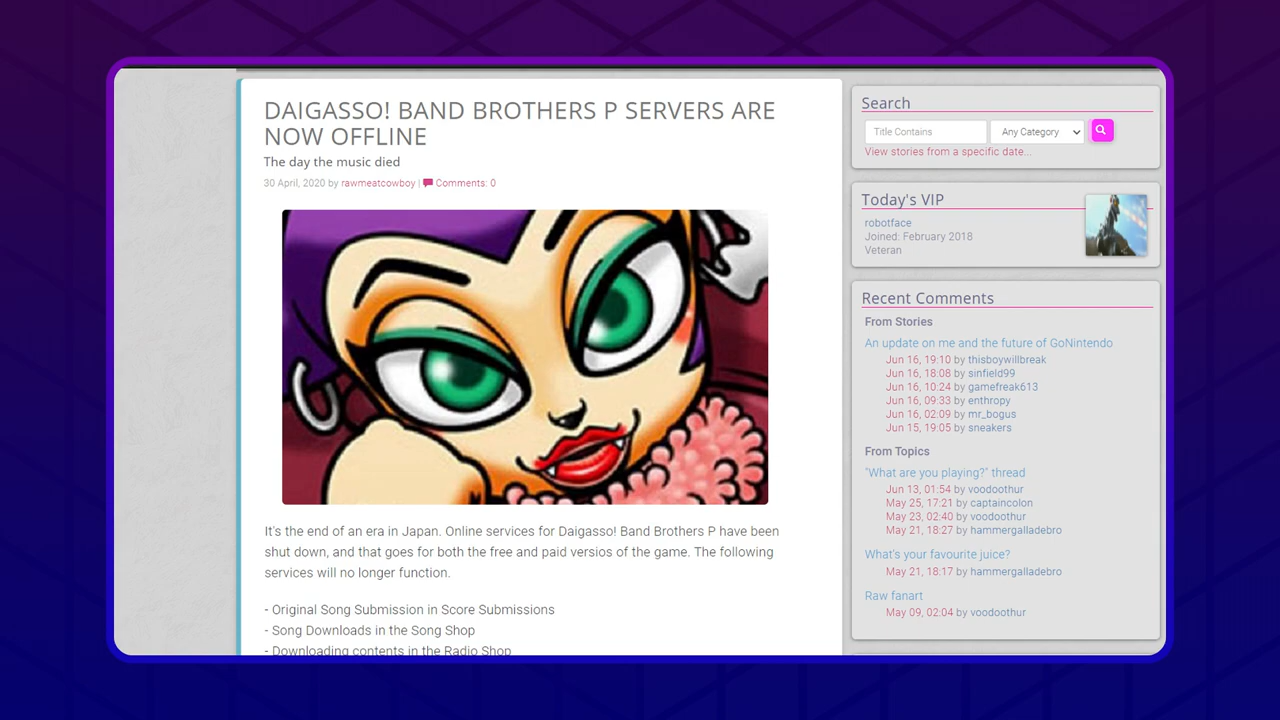 DAIGASSO! BAND BROTHERS P SERVERS ARE
NOW OFFLINE
The day the music died
30 April, 2020 by rawmeatcowboy | Comments: 0
It's the end of an era in Japan. Online services for Daigasso! Band Brothers P have been
shut down, and that goes for both the free and paid versios of the game. The following
services will no longer function.
- Original Song Submission in Score Submissions
- Song Downloads in the Song Shop
- Downloading contents in the Radio Shop
Search
Title Contains
Any Category
View stories from a specific date...
Today's VIP
robotface
Joined: February 2018
Veteran
Recent Comments
From Stories
An update on me and the future of GoNintendo
Jun 16, 19:10 by thisboywillbreak
Jun 16, 18:08 by sinfield99
Jun 16, 10:24 by gamefreak613
Jun 16, 09:33 by enthropy
Jun 16, 02:09 by mr_bogus
Jun 15, 19:05 by sneakers
From Topics
"What are you playing?" thread
Jun 13, 01:54 by voodoothur
May 25, 17:21 by captaincolon
May 23, 02:40 by voodoothur
May 21, 18:27 by hammergalladebro
What's your favourite juice?
May 21, 18:17 by hammergalladebro
Raw fanart
May 09, 02:04 by voodoothur